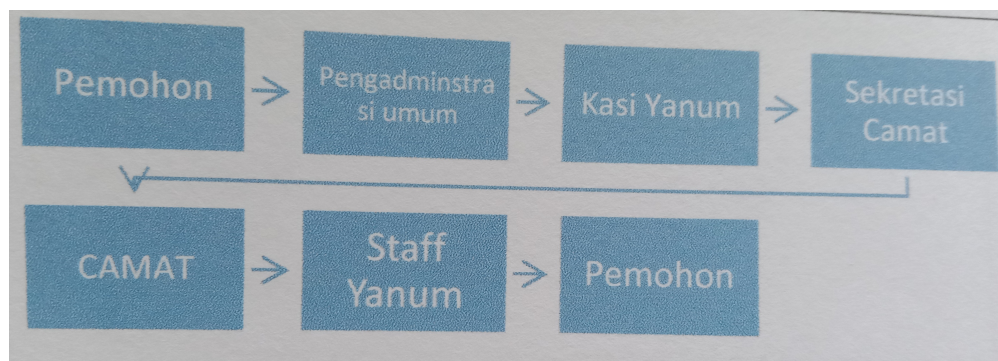 Pemohon
Pengadminstra
si umum
Kasi Yanum
Sekretasi
Camat
CAMAT
Staff
Yanum
Pemohon